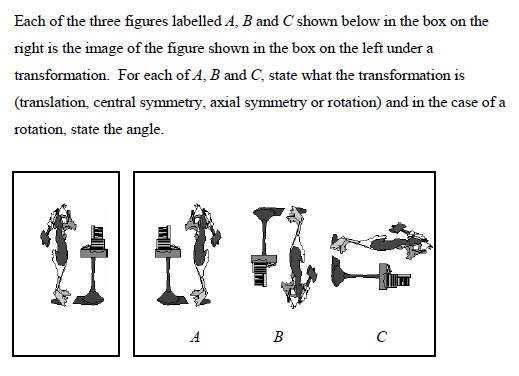 Each of the three figures labelled A, B and C shown below in the box on the
right is the image of the figure shown in the box on the left under a
transformation. For each of A, B and C, state what the transformation is
(translation, central symmetry, axial symmetry or rotation) and in the case of a
rotation, state the angle.
A B C